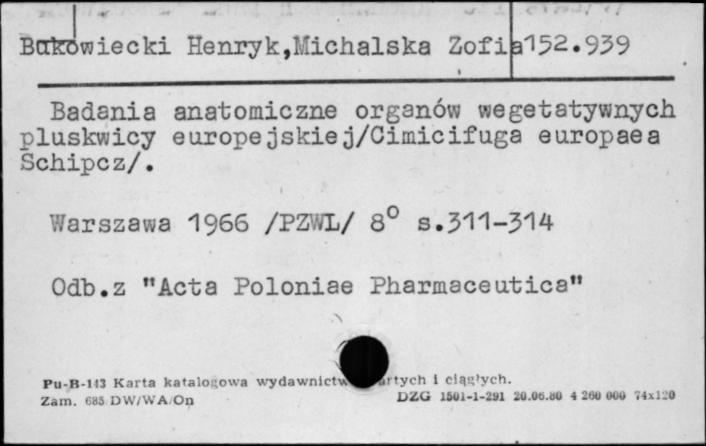 Bukowiecki Henryk,Michalska Zofia 152.939
Badania anatomiczne organów wegetatywnych
pluskwicy europejskiej/Cimicifuga europaea
Schipcz/.
Warszawa 1966 /PZWL/ 8° s.311-314
Odb.z "Acta Poloniae Pharmaceutica"
Pu-B-143 Karta katalogowa wydawnictw zwartych i ciągłych.
Zam. 685 DW/WA/On DZG 1501-1-291 20.06.80 4 260 000 74x120